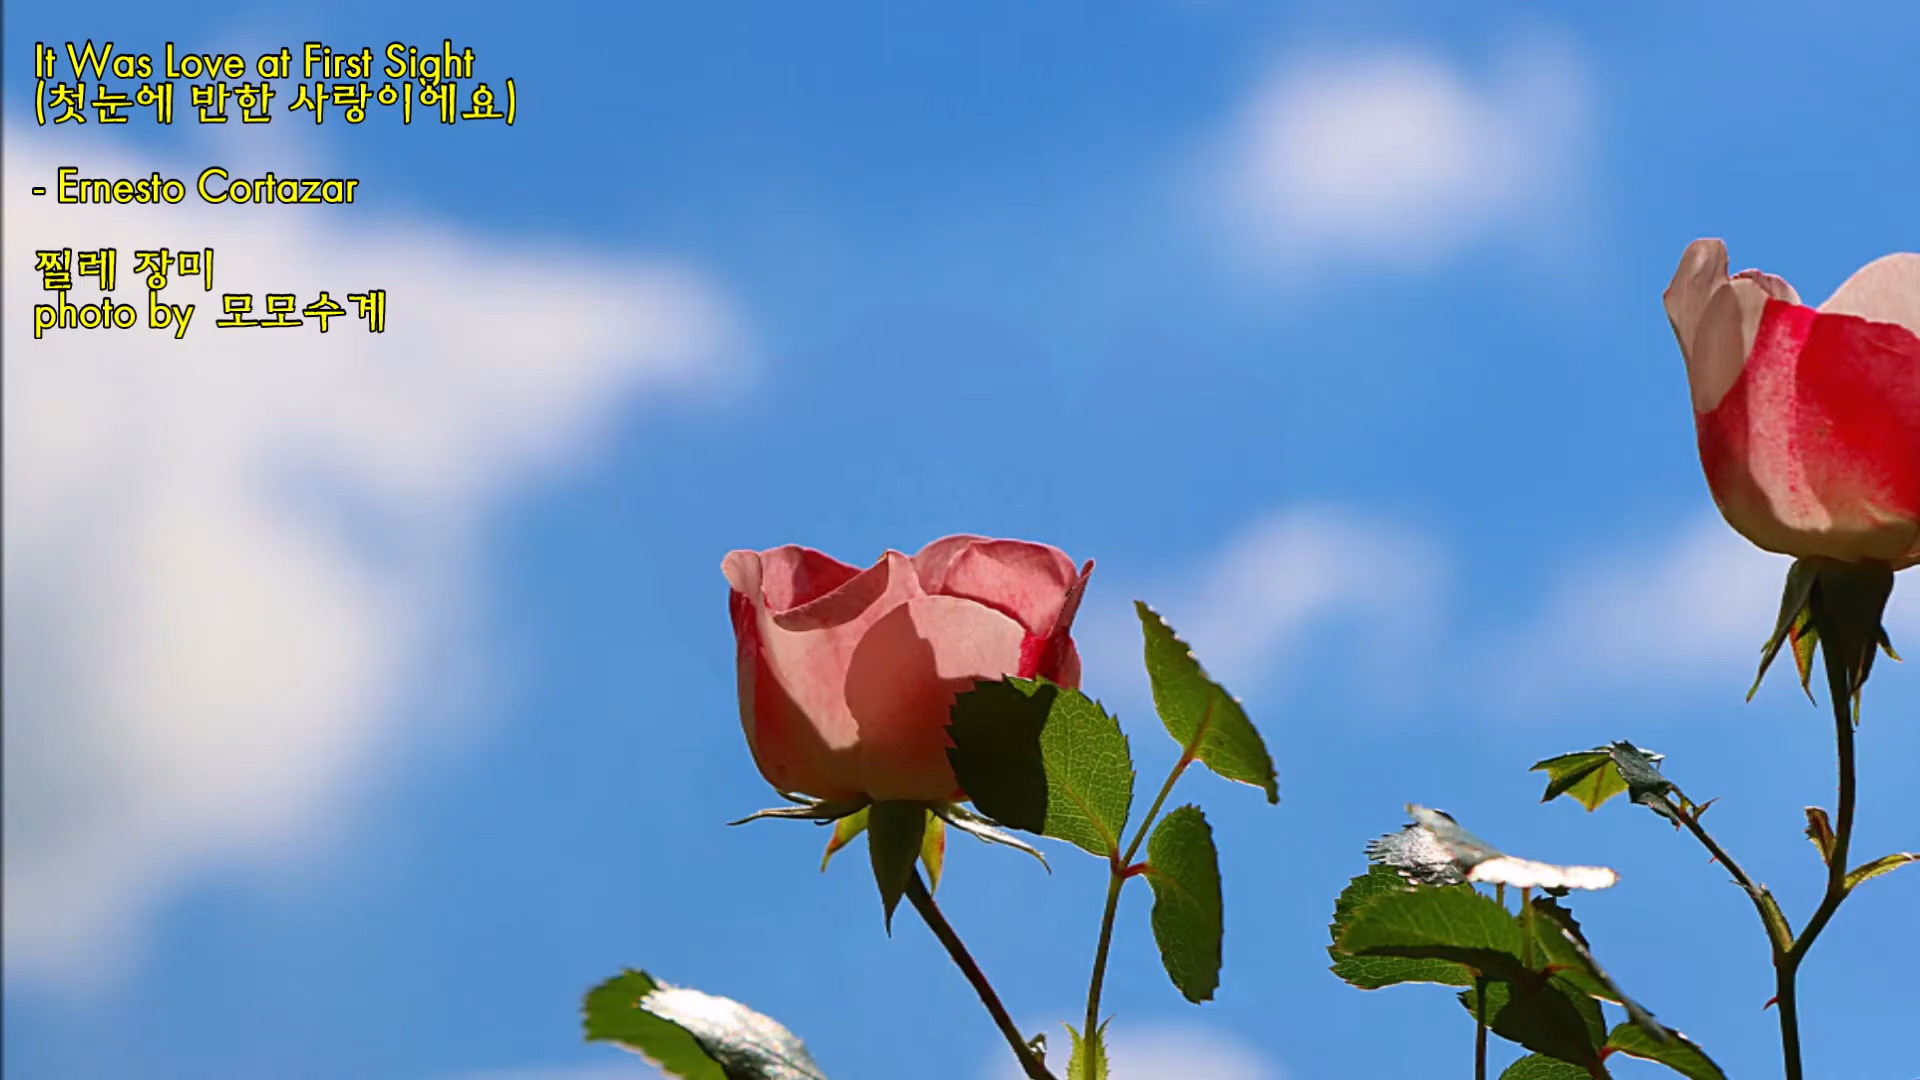 It Was Love at First Sight
(첫눈에 반한 사랑이에요)
- Ernesto Cortazar
찔레 장미
photo by 모모수계